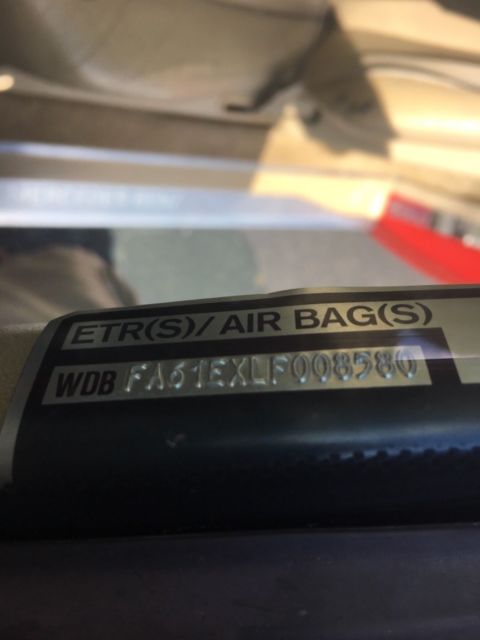 ETR(S)/AIR BAG(S)
WDB FA61EXLF008580